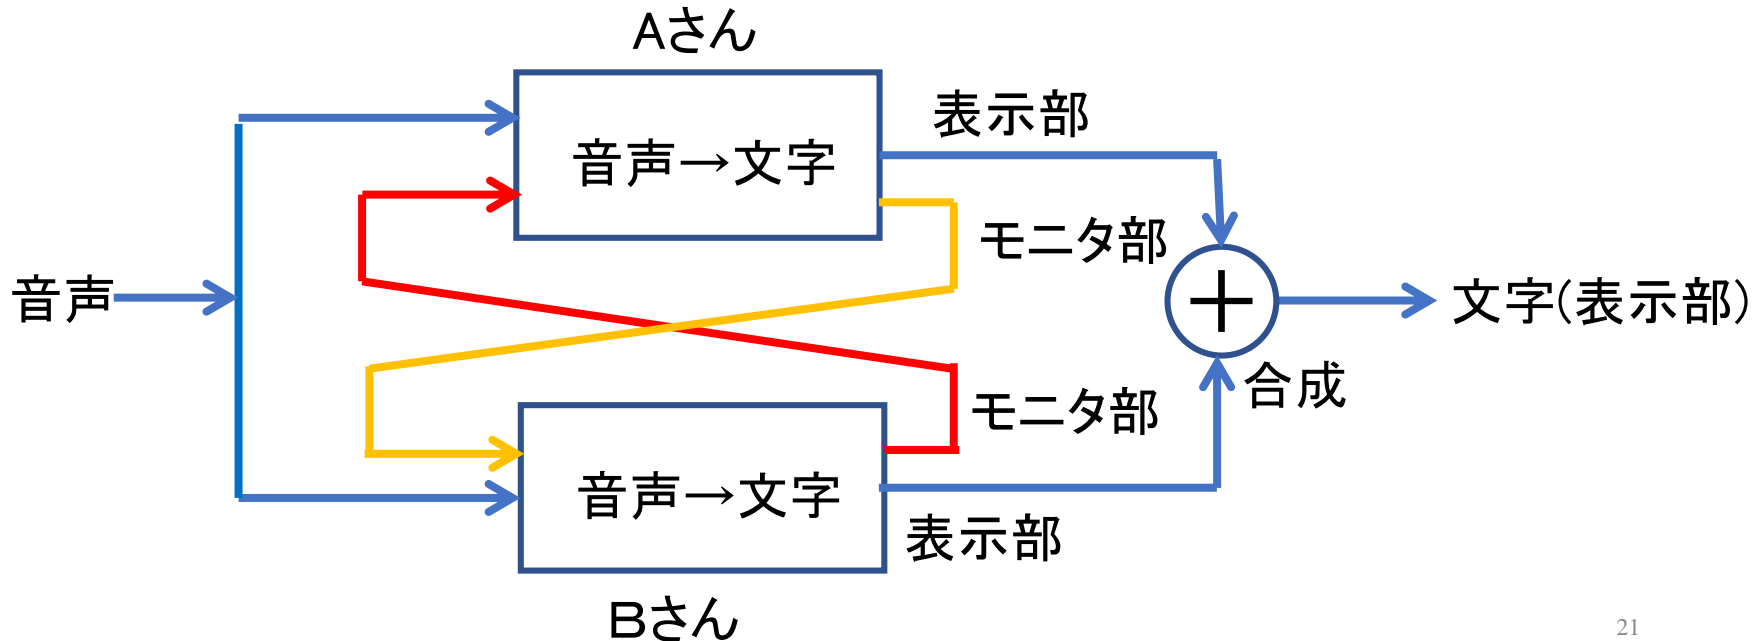 Aさん
表示部
音声→文字
モニタ部
音声
文字(表示部)
合成
モニタ部
音声→文字
表示部
Bさん
21